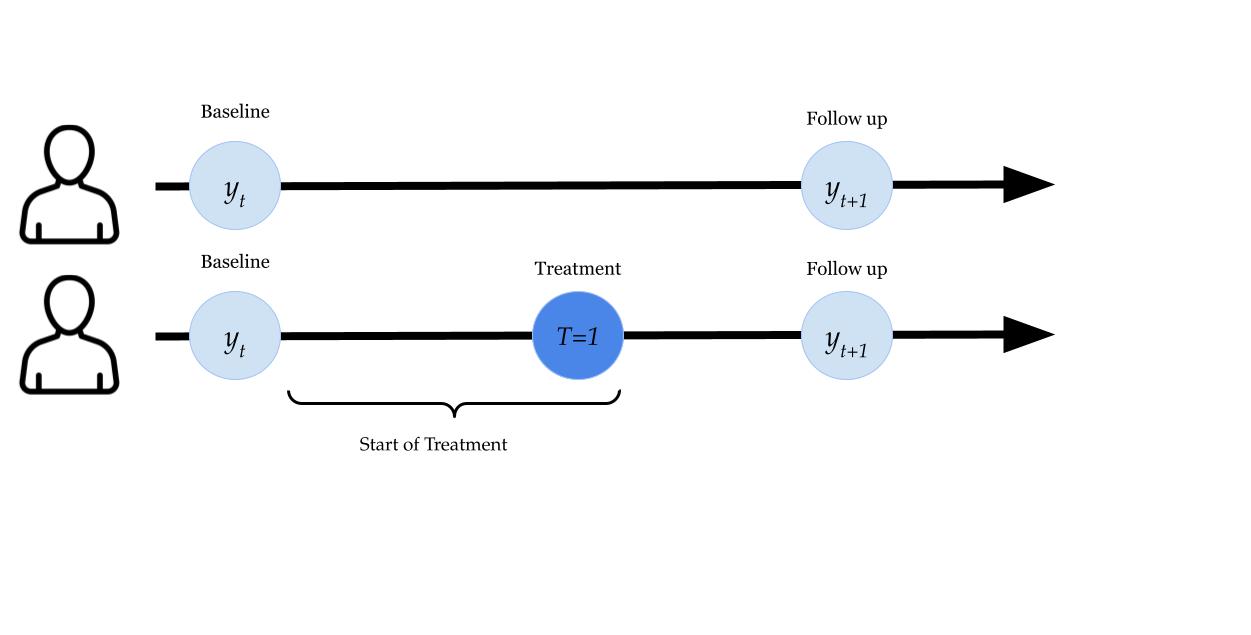 Baseline
Follow up
y_t
y_{t+1}
Baseline
Treatment
Follow up
y_t
T=1
y_{t+1}
Start of Treatment